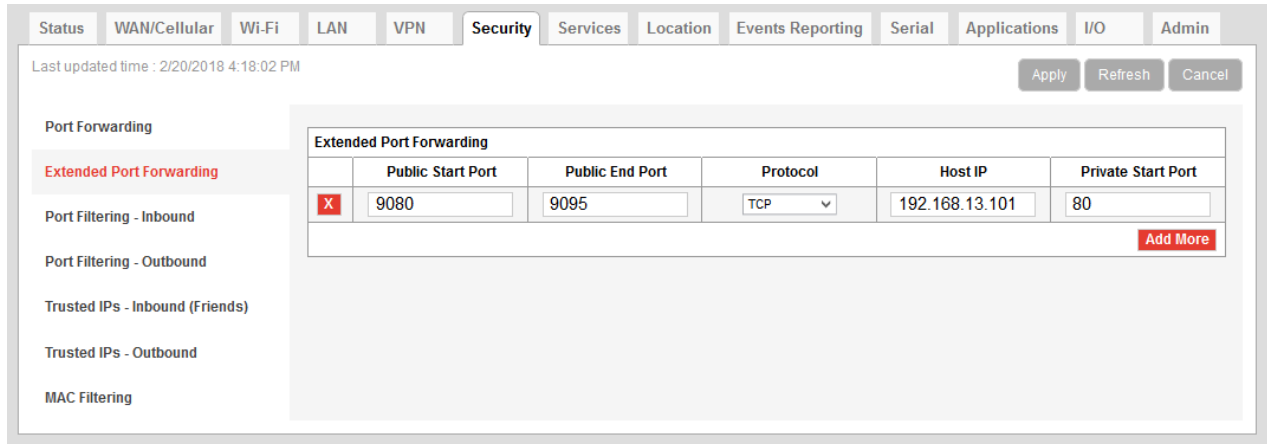 Status WAN/Cellular Wi-Fi LAN VPN Security Services Location Events Reporting Serial Applications I/O Admin
Last updated time : 2/20/2018 4:18:02 PM
Apply Refresh Cancel
Port Forwarding
Extended Port Forwarding
Port Filtering - Inbound
Port Filtering - Outbound
Trusted IPs - Inbound (Friends)
Trusted IPs - Outbound
MAC Filtering
Extended Port Forwarding
Public Start Port Public End Port Protocol Host IP Private Start Port
X 9080 9095 TCP 192.168.13.101 80
Add More